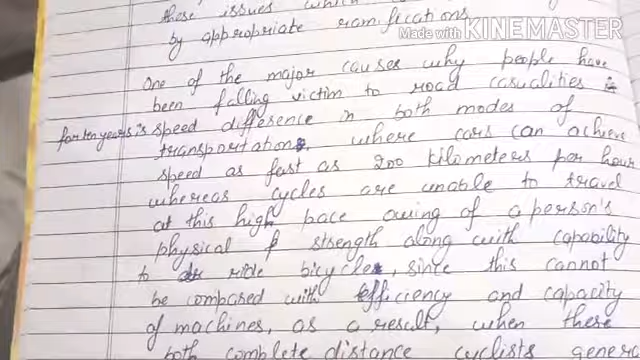 these issues which
by appropriate ramifications
Made with KINEMASTER
One of the major causes why people have
been falling victim to road casualities
for ten years is speed difference in both modes of
transportation, where cars can achieve
speed as fast as 200 kilometers per hour
whereas cycles are unable to travel
at this high pace owing of a person's
physical strength along with capability
to ride bicycle, since this cannot
be compared with efficiency and capacity
of machines, as a result, when these
both complete distance cyclists genera